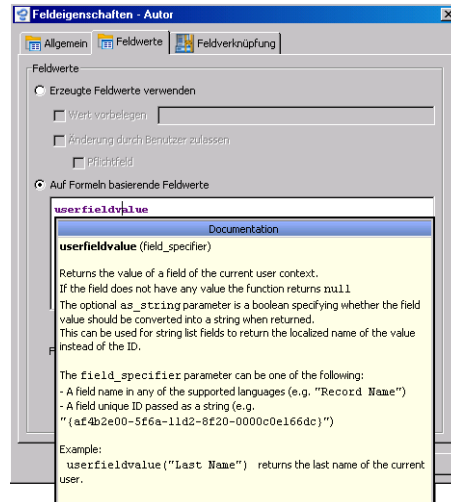 Feldeigenschaften - Autor
Allgemein
Feldwerte
Feldverknüpfung
Feldwerte
Erzeugte Feldwerte verwenden
Wert vorbelegen
Änderung durch Benutzer zulassen
Pflichtfeld
Auf Formeln basierende Feldwerte
userfieldvalue
Documentation
userfieldvalue (field_specifier)
Returns the value of a field of the current user context.
If the field does not have any value the function returns null
The optional as_string parameter is a boolean specifying whether the field
value should be converted into a string when returned.
This can be used for string list fields to return the localized name of the value
instead of the ID.
The field_specifier parameter can be one of the following:
- A field name in any of the supported languages (e.g. "Record Name")
- A field unique ID passed as a string (e.g.
"{af4b2e00-5f6a-11d2-8f20-0000c0e166dc}")
Example:
userfieldvalue("Last Name") returns the last name of the current
user.